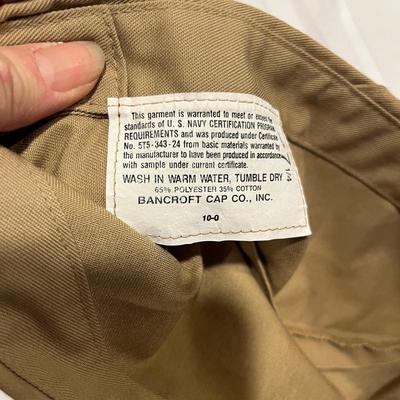 This garment is warranted to meet or exceed the
standards of U. S. NAVY CERTIFICATION PROGRAM
REQUIREMENTS and was produced under Certificate
No. 5T5-343-24 from basic materials warranted by
the manufacturer to have been produced in accordance
with sample under current certificate.
WASH IN WARM WATER, TUMBLE DRY
65% POLYESTER 35% COTTON
BANCROFT CAP CO., INC.
10-0
1/4